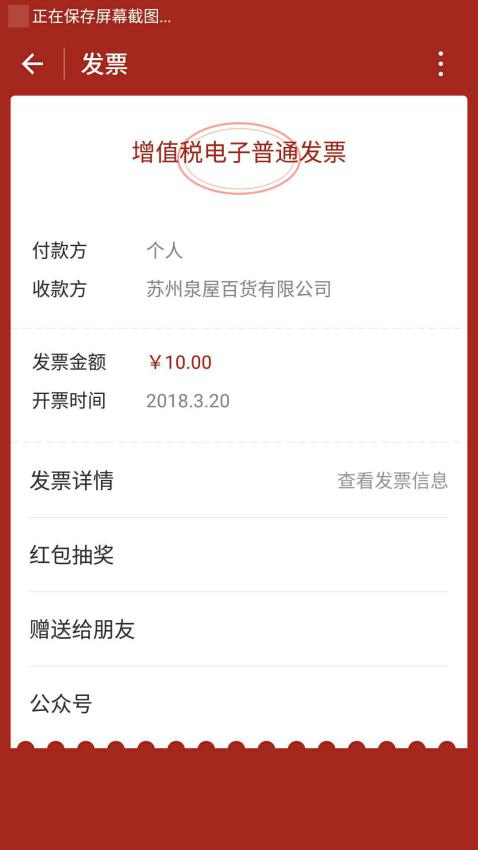 正在保存屏幕截图...
发票
增值税电子普通发票
付款方 个人
收款方 苏州泉屋百货有限公司
发票金额 ￥10.00
开票时间 2018.3.20
发票详情 查看发票信息
红包抽奖
赠送给朋友
公众号